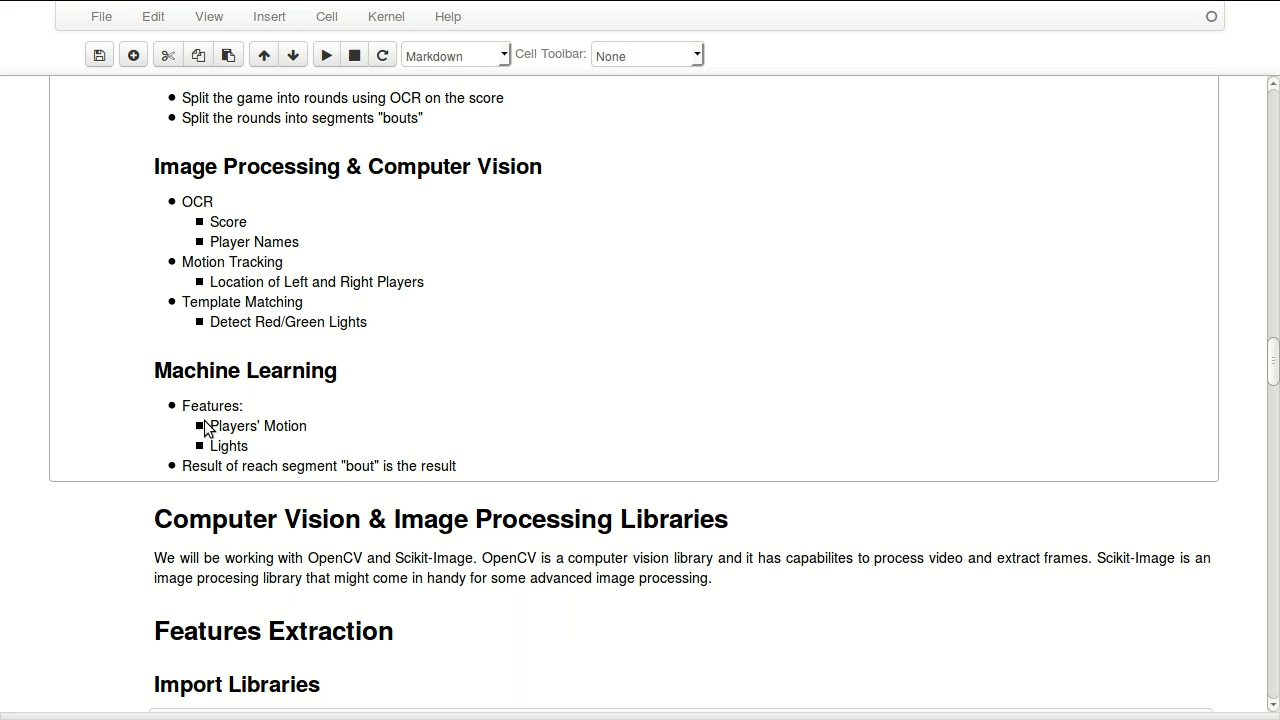 File Edit View Insert Cell Kernel Help
Markdown Cell Toolbar: None
Split the game into rounds using OCR on the score
Split the rounds into segments "bouts"
Image Processing & Computer Vision
OCR
Score
Player Names
Motion Tracking
Location of Left and Right Players
Template Matching
Detect Red/Green Lights
Machine Learning
Features:
Players' Motion
Lights
Result of reach segment "bout" is the result
Computer Vision & Image Processing Libraries
We will be working with OpenCV and Scikit-Image. OpenCV is a computer vision library and it has capabilites to process video and extract frames. Scikit-Image is an
image procesing library that might come in handy for some advanced image processing.
Features Extraction
Import Libraries